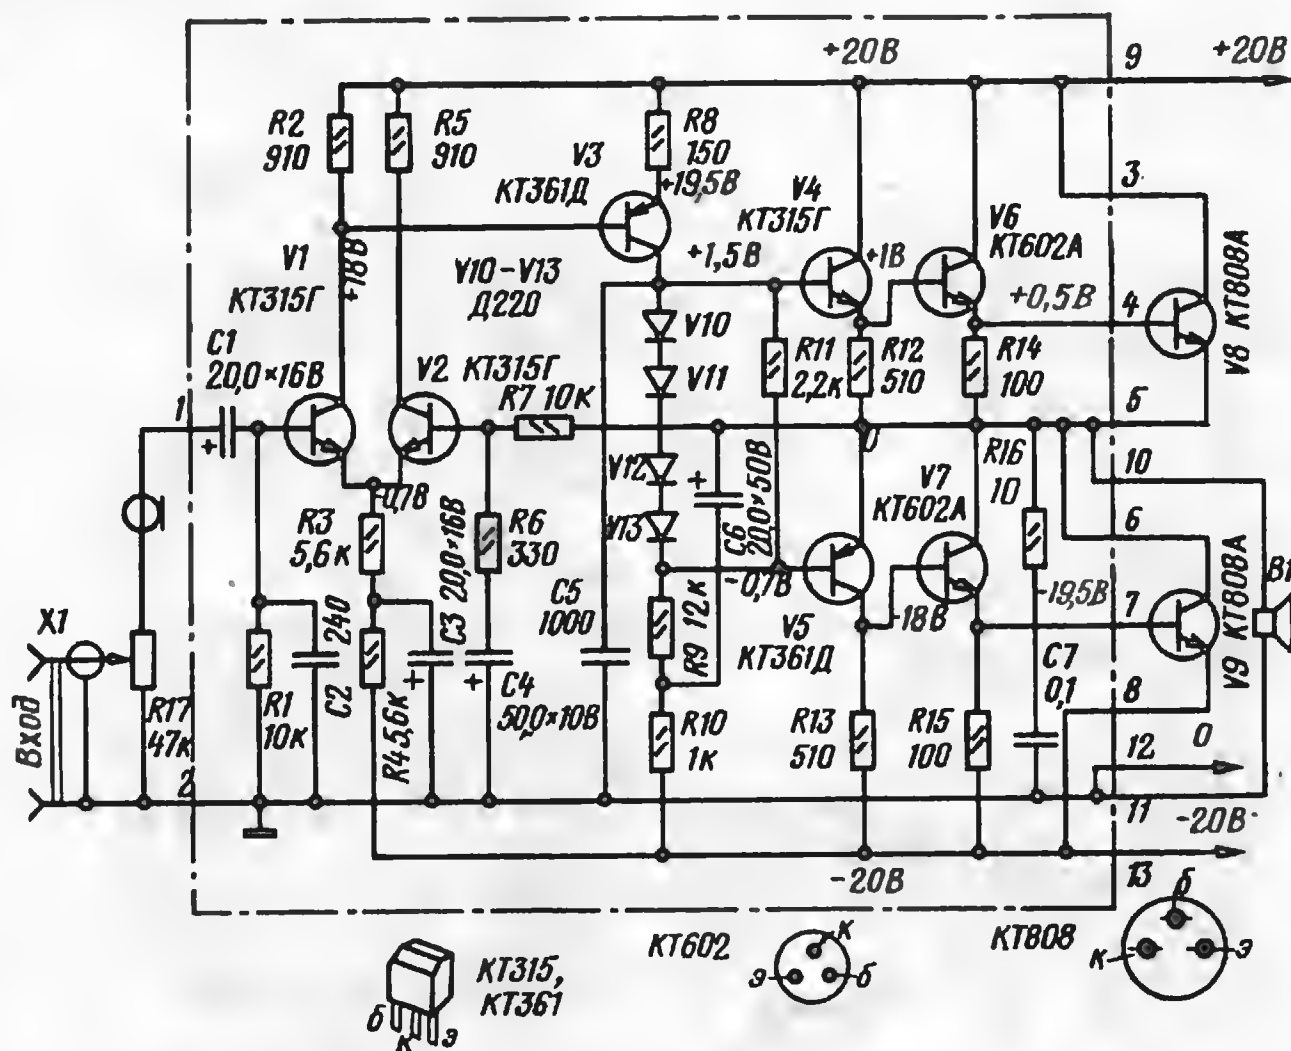 +20В
9
+20В
R2
910
R5
910
V3
КТ361Д
R8
150
+19,5В
V4
КТ315Г
3
V6
КТ602А
V1
КТ315Г
+18В
V10-V13
Д220
+1,5В
+1В
+0,5В
4
V8 КТ808А
C1
20,0×16В
V10
V11
V2 КТ315Г
R7 10к
R11
2,2к
R12
510
R14
100
1
5
0
-0,7В
R3
5,6к
C3 20,0×16В
R6
330
V12
V13
C6
20,0×50В
V7
КТ602А
R16
10
10
6
X1
Вход
R17
47к
2
R1
10к
C2 240
R4 5,6к
C4
50,0×10В
C5
1000
R9 12к
-0,7В
V5
КТ361Д
-18В
-19,5В
7
V9 КТ808А
В1
R10
1к
R13
510
R15
100
C7
0,1
8
0
12
11
-20В
-20В
13
КТ315,
КТ361
б
к
э
КТ602
к
э
б
КТ808
б
к
э